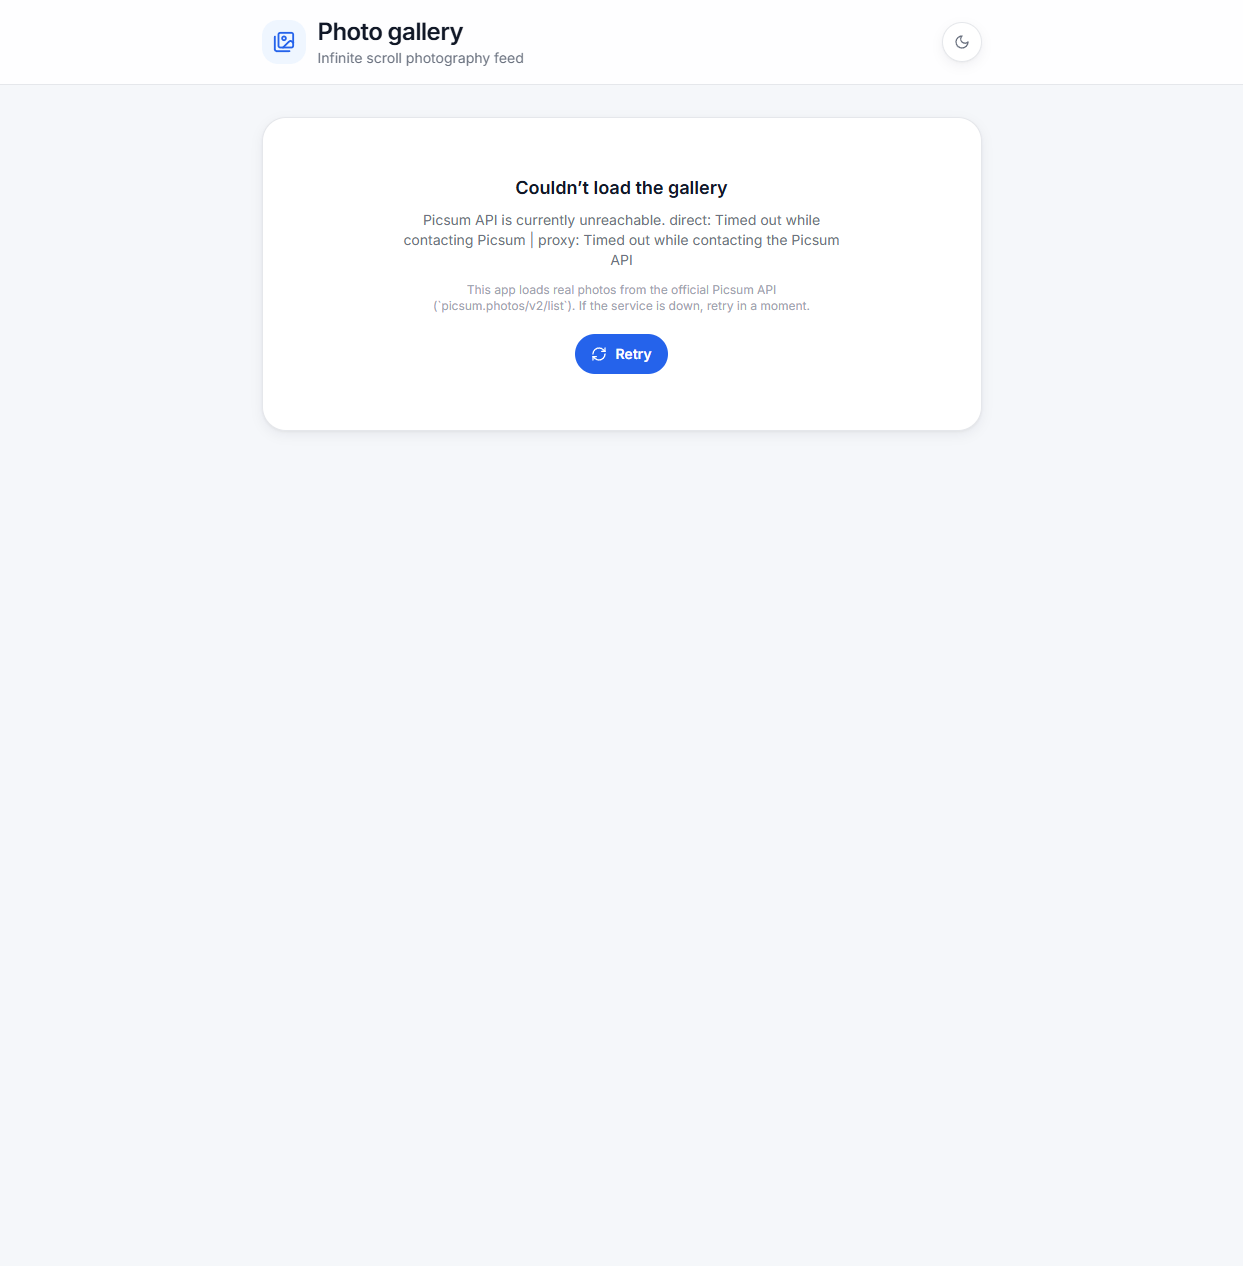 Photo gallery
Infinite scroll photography feed
Couldn’t load the gallery
Picsum API is currently unreachable. direct: Timed out while
contacting Picsum | proxy: Timed out while contacting the Picsum
API
This app loads real photos from the official Picsum API
(`picsum.photos/v2/list`). If the service is down, retry in a moment.
Retry